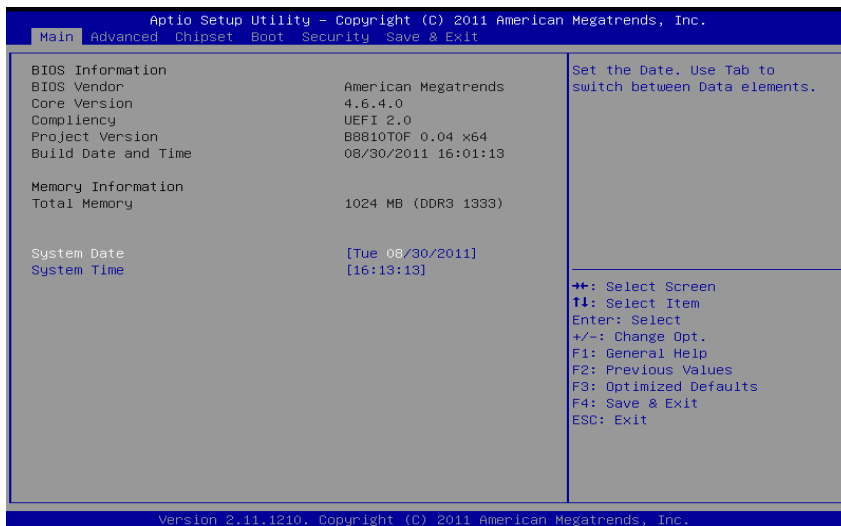 Aptio Setup Utility – Copyright (C) 2011 American Megatrends, Inc.
Main Advanced Chipset Boot Security Save & Exit
BIOS Information
BIOS Vendor American Megatrends
Core Version 4.6.4.0
Compliency UEFI 2.0
Project Version B8810T0F 0.04 x64
Build Date and Time 08/30/2011 16:01:13
Memory Information
Total Memory 1024 MB (DDR3 1333)
System Date [Tue 08/30/2011]
System Time [16:13:13]
Set the Date. Use Tab to
switch between Data elements.
→←: Select Screen
↑↓: Select Item
Enter: Select
+/-: Change Opt.
F1: General Help
F2: Previous Values
F3: Optimized Defaults
F4: Save & Exit
ESC: Exit
Version 2.11.1210. Copyright (C) 2011 American Megatrends, Inc.